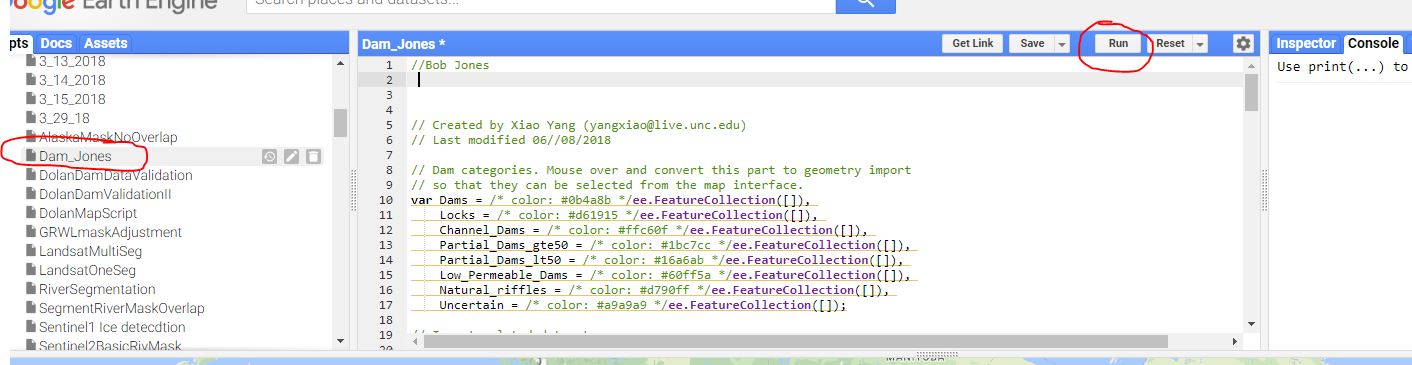 Google Earth Engine
Search places and datasets...
pts Docs Assets
3_13_2018
3_14_2018
3_15_2018
3_29_18
AlaskaMaskNoOverlap
Dam_Jones
DolanDamDataValidation
DolanDamValidationII
DolanMapScript
GRWLmaskAdjustment
LandsatMultiSeg
LandsatOneSeg
RiverSegmentation
SegmentRiverMaskOverlap
Sentinel1 Ice detecdtion
Sentinel2BasicRivMask
Dam_Jones * Get Link Save Run Reset
1 //Bob Jones
2
3
4
5 // Created by Xiao Yang (yangxiao@live.unc.edu)
6 // Last modified 06//08/2018
7
8 // Dam categories. Mouse over and convert this part to geometry import
9 // so that they can be selected from the map interface.
10 var Dams = /* color: #0b4a8b */ee.FeatureCollection([]),
11 Locks = /* color: #d61915 */ee.FeatureCollection([]),
12 Channel_Dams = /* color: #ffc60f */ee.FeatureCollection([]),
13 Partial_Dams_gte50 = /* color: #1bc7cc */ee.FeatureCollection([]),
14 Partial_Dams_lt50 = /* color: #16a6ab */ee.FeatureCollection([]),
15 Low_Permeable_Dams = /* color: #60ff5a */ee.FeatureCollection([]),
16 Natural_riffles = /* color: #d790ff */ee.FeatureCollection([]),
17 Uncertain = /* color: #a9a9a9 */ee.FeatureCollection([]);
18
19
20
Inspector Console
Use print(...) to
MANITOBA